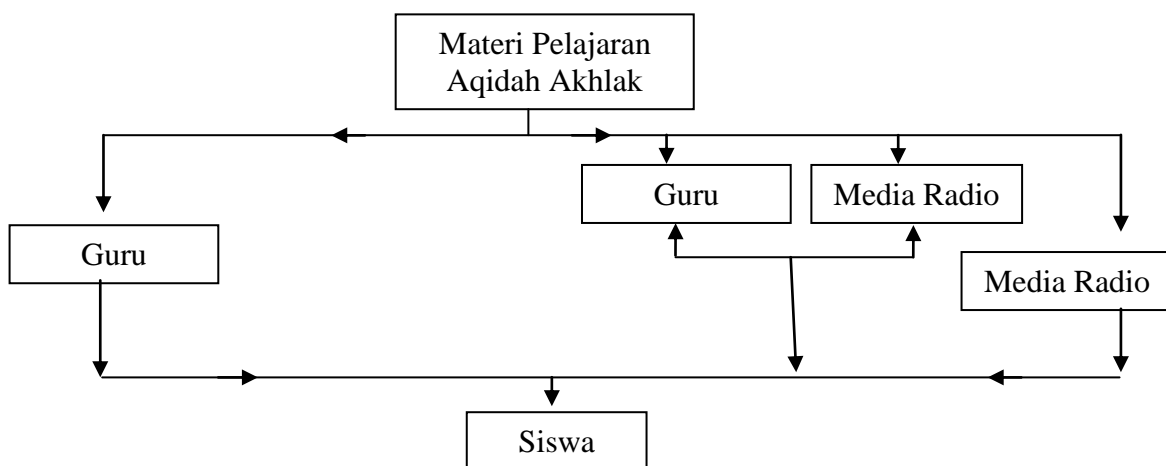 Materi Pelajaran
Aqidah Akhlak
Guru
Media Radio
Guru
Media Radio
Siswa